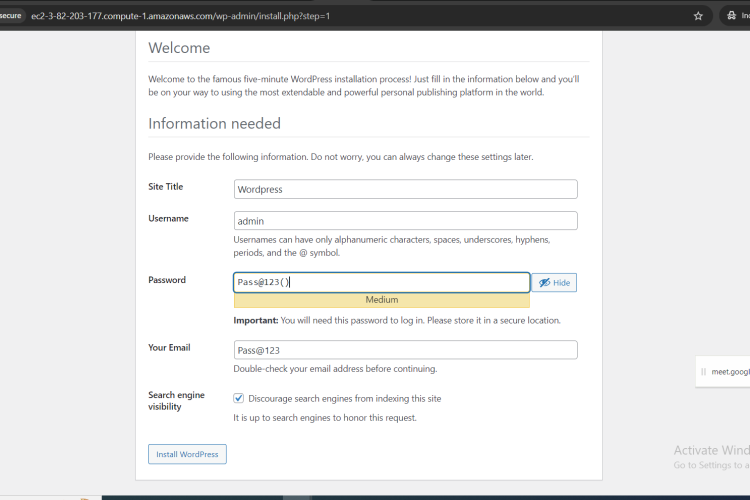 ecure
ec2-3-82-203-177.compute-1.amazonaws.com/wp-admin/install.php?step=1
Welcome
Welcome to the famous five-minute WordPress installation process! Just fill in the information below and you'll
be on your way to using the most extendable and powerful personal publishing platform in the world.
Information needed
Please provide the following information. Do not worry, you can always change these settings later.
Site Title
Wordpress
Username
admin
Usernames can have only alphanumeric characters, spaces, underscores, hyphens,
periods, and the @ symbol.
Password
Pass@123()
Hide
Medium
Important: You will need this password to log in. Please store it in a secure location.
Your Email
Pass@123
Double-check your email address before continuing.
Search engine
visibility
Discourage search engines from indexing this site
It is up to search engines to honor this request.
Install WordPress
meet.googl
Activate Wind
Go to Settings to a